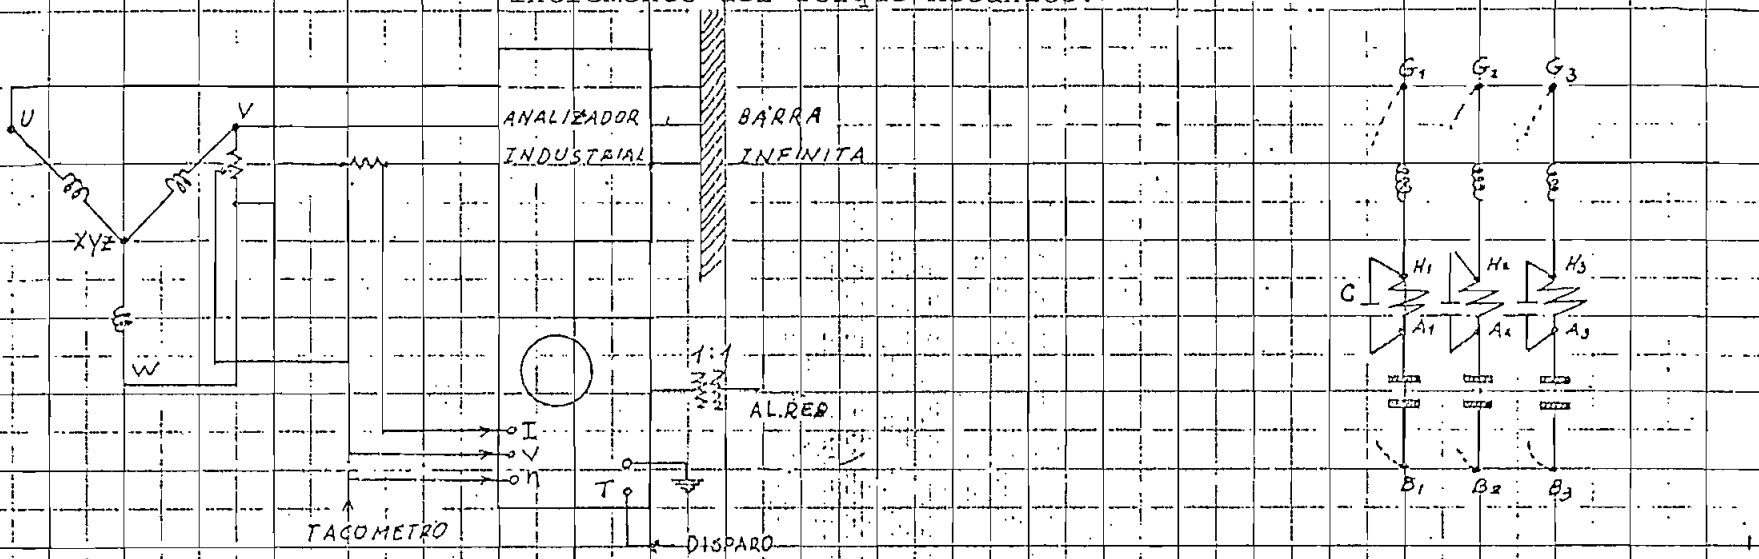 U
V
ANALIZADOR
INDUSTRIAL
BARRA
INFINITA
XYZ
W
1:1
AL.RED
I
V
n
T
TACOMETRO
DISPARO
G1 G2 G3
C
H1 H2 H3
A1 A2 A3
B1 B2 B3